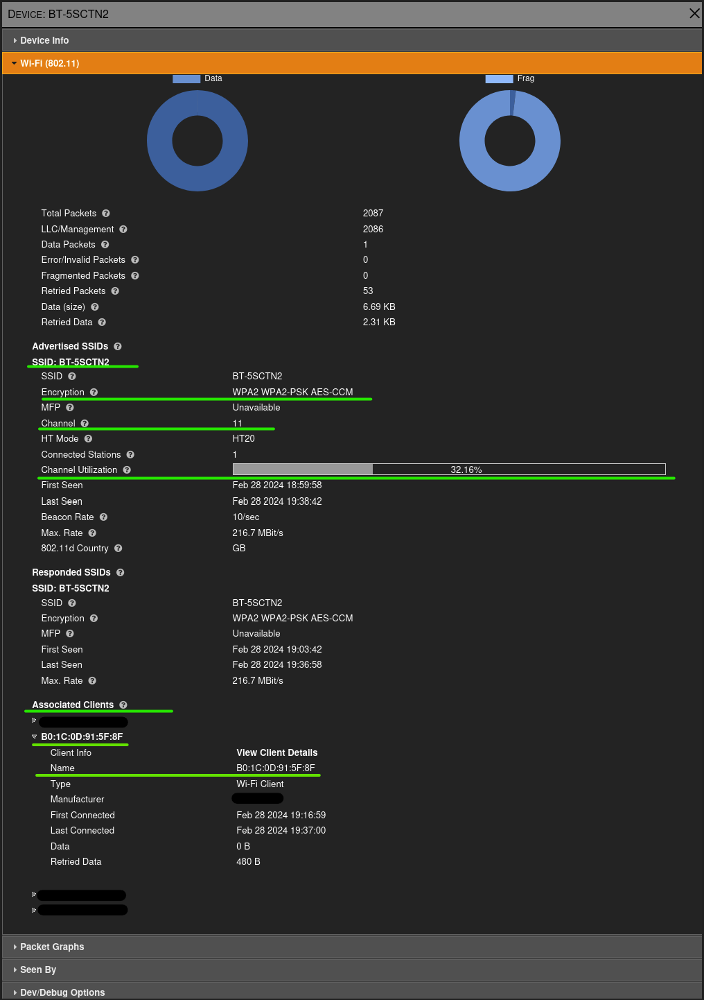 DEVICE: BT-5SCTN2
Device Info
Wi-Fi (802.11)
Data Frag
Total Packets 2087
LLC/Management 2086
Data Packets 1
Error/Invalid Packets 0
Fragmented Packets 0
Retried Packets 53
Data (size) 6.69 KB
Retried Data 2.31 KB
Advertised SSIDs
SSID: BT-5SCTN2
SSID BT-5SCTN2
Encryption WPA2 WPA2-PSK AES-CCM
MFP Unavailable
Channel 11
HT Mode HT20
Connected Stations 1
Channel Utilization 32.16%
First Seen Feb 28 2024 18:59:58
Last Seen Feb 28 2024 19:38:42
Beacon Rate 10/sec
Max. Rate 216.7 MBit/s
802.11d Country GB
Responded SSIDs
SSID: BT-5SCTN2
SSID BT-5SCTN2
Encryption WPA2 WPA2-PSK AES-CCM
MFP Unavailable
First Seen Feb 28 2024 19:03:42
Last Seen Feb 28 2024 19:36:58
Max. Rate 216.7 MBit/s
Associated Clients
B0:1C:0D:91:5F:8F
Client Info View Client Details
Name B0:1C:0D:91:5F:8F
Type Wi-Fi Client
Manufacturer
First Connected Feb 28 2024 19:16:59
Last Connected Feb 28 2024 19:37:00
Data 0 B
Retried Data 480 B
Packet Graphs
Seen By
Dev/Debug Options